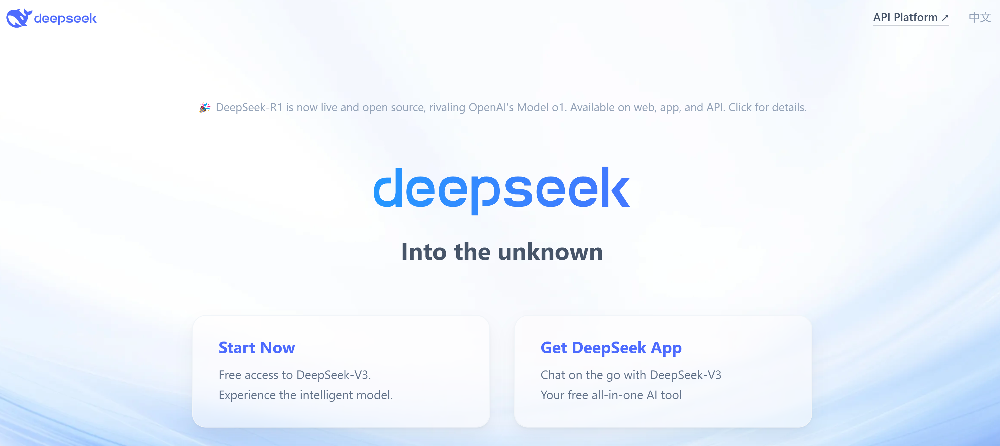 deepseek
API Platform ↗
中文
🎉 DeepSeek-R1 is now live and open source, rivaling OpenAI's Model o1. Available on web, app, and API. Click for details.
deepseek
Into the unknown
Start Now
Free access to DeepSeek-V3.
Experience the intelligent model.
Get DeepSeek App
Chat on the go with DeepSeek-V3
Your free all-in-one AI tool